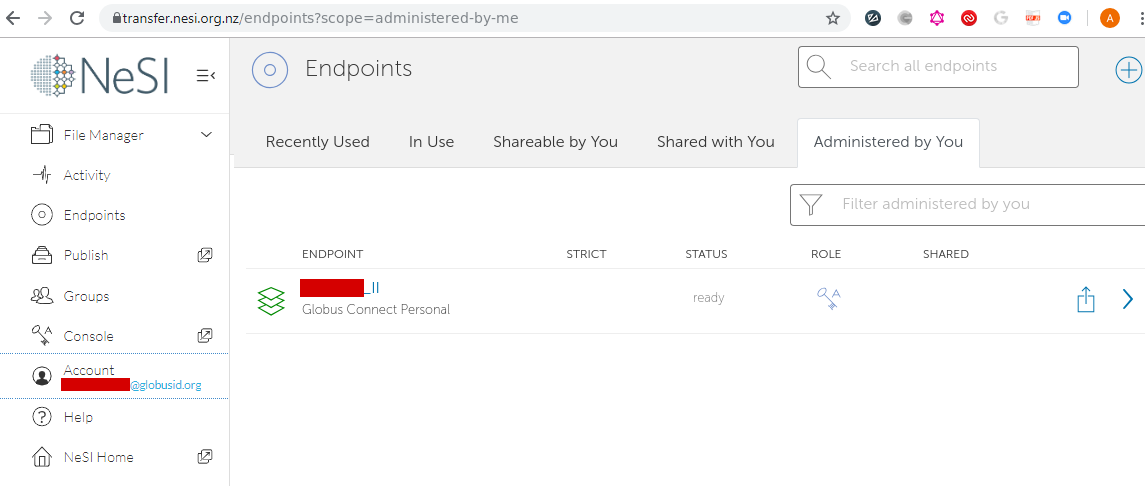 transfer.nesi.org.nz/endpoints?scope=administered-by-me
A
NeSI
Endpoints
Search all endpoints
File Manager
Activity
Endpoints
Publish
Groups
Console
Account
@globusid.org
Help
NeSI Home
Recently Used
In Use
Shareable by You
Shared with You
Administered by You
Filter administered by you
ENDPOINT
STRICT
STATUS
ROLE
SHARED
_II
ready
Globus Connect Personal